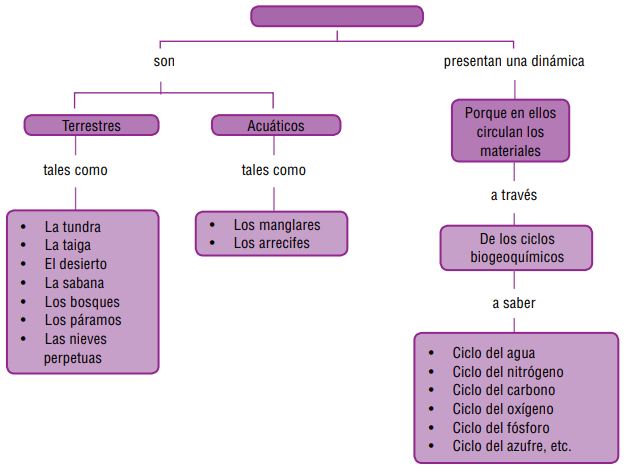 son
presentan una dinámica
Terrestres
Acuáticos
Porque en ellos
circulan los
materiales
tales como
tales como
a través
• La tundra
• La taiga
• El desierto
• La sabana
• Los bosques
• Los páramos
• Las nieves
perpetuas
• Los manglares
• Los arrecifes
De los ciclos
biogeoquímicos
a saber
• Ciclo del agua
• Ciclo del nitrógeno
• Ciclo del carbono
• Ciclo del oxígeno
• Ciclo del fósforo
• Ciclo del azufre, etc.